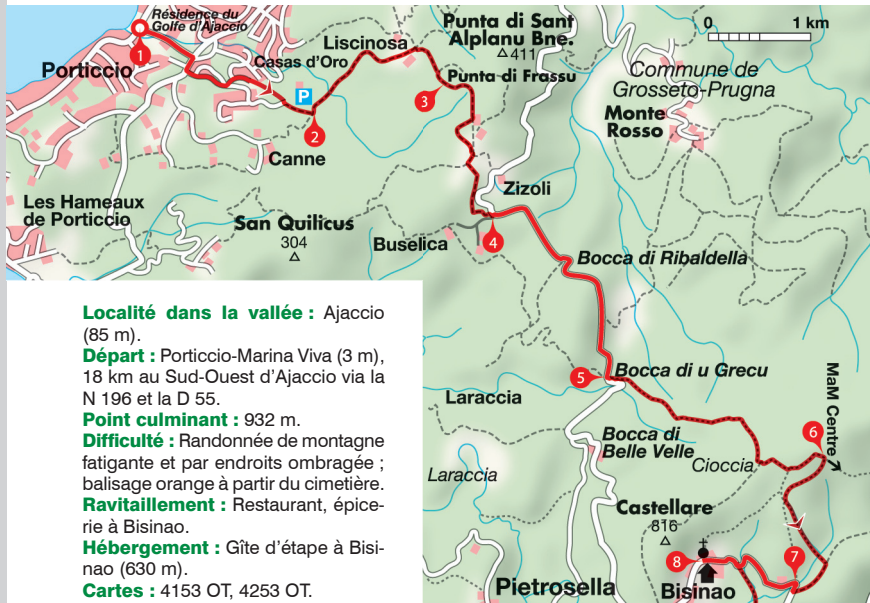 Résidence du
Golfe d'Ajaccio
Porticcio
1
Casas d'Oro
Liscinosa
P
2
Canne
Punta di Sant
Alplanu Bne.
411
Punta di Frassu
3
0 1 km
Commune de
Grosseto-Prugna
Monte
Rosso
Les Hameaux
de Porticcio
San Quilicus
304
Zizoli
Buselica
4
Bocca di Ribaldella
5
Bocca di u Grecu
Laraccia
Bocca di
Belle Velle
Laraccia
Cioccia
6
MaM Centre
Castellare
816
7
8
Bisinao
Pietrosella
Localité dans la vallée : Ajaccio
(85 m).
Départ : Porticcio-Marina Viva (3 m),
18 km au Sud-Ouest d'Ajaccio via la
N 196 et la D 55.
Point culminant : 932 m.
Difficulté : Randonnée de montagne
fatigante et par endroits ombragée ;
balisage orange à partir du cimetière.
Ravitaillement : Restaurant, épice-
rie à Bisinao.
Hébergement : Gîte d'étape à Bisi-
nao (630 m).
Cartes : 4153 OT, 4253 OT.